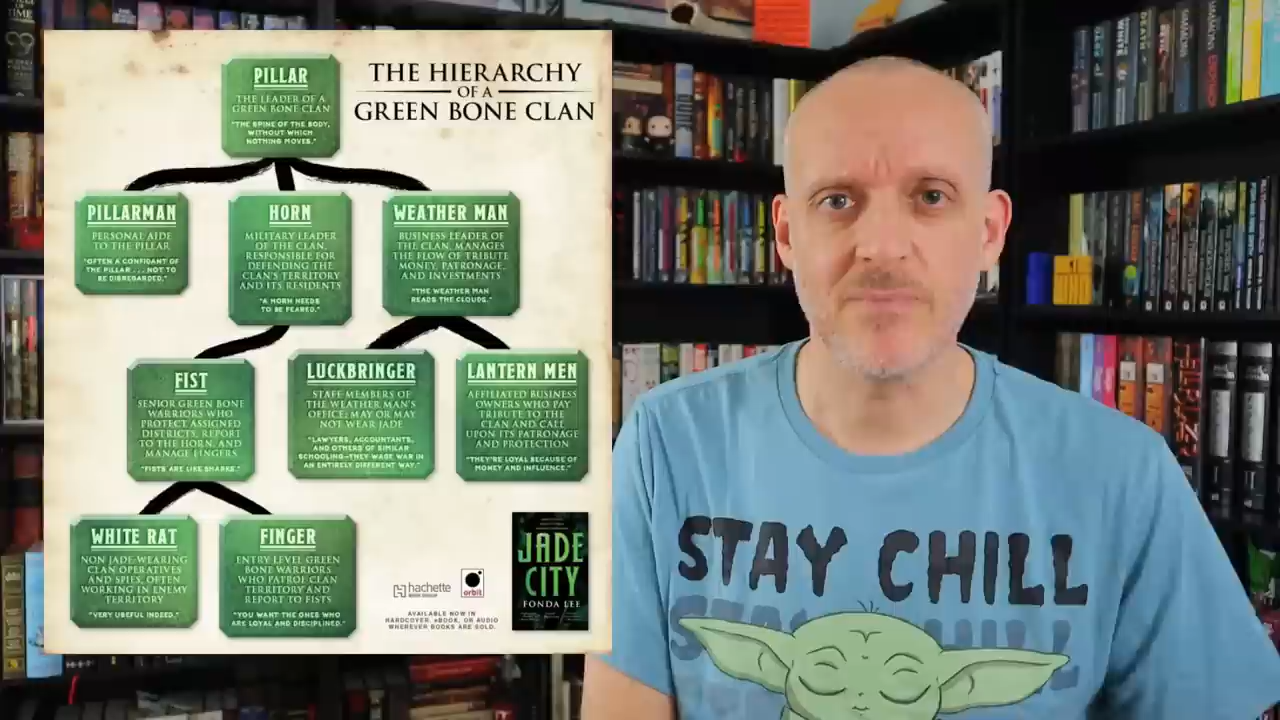 THE HIERARCHY
OF A
GREEN BONE CLAN
PILLAR
THE LEADER OF A
GREEN BONE CLAN
"THE SPINE OF THE BODY,
WITHOUT WHICH
NOTHING MOVES."
PILLARMAN
PERSONAL AIDE
TO THE PILLAR
"OFTEN A CONFIDANT OF
THE PILLAR . . . NOT TO
BE DISREGARDED."
HORN
MILITARY LEADER
OF THE CLAN,
RESPONSIBLE FOR
DEFENDING THE
CLAN'S TERRITORY
AND ITS RESIDENTS
"A HORN NEEDS
TO BE FEARED."
WEATHER MAN
BUSINESS LEADER OF
THE CLAN, MANAGES
THE FLOW OF TRIBUTE
MONEY, PATRONAGE,
AND INVESTMENTS
"THE WEATHER MAN
READS THE CLOUDS."
FIST
SENIOR GREEN BONE
WARRIORS WHO
PROTECT ASSIGNED
DISTRICTS, REPORT
TO THE HORN, AND
MANAGE FINGERS
"FISTS ARE LIKE SHARKS."
LUCKBRINGER
STAFF MEMBERS OF
THE WEATHER MAN'S
OFFICE; MAY OR MAY
NOT WEAR JADE
"LAWYERS, ACCOUNTANTS,
AND OTHERS OF SIMILAR
SCHOOLING—THEY WAGE WAR IN
AN ENTIRELY DIFFERENT WAY."
LANTERN MEN
AFFILIATED BUSINESS
OWNERS WHO PAY
TRIBUTE TO THE
CLAN AND CALL
UPON ITS PATRONAGE
AND PROTECTION
"THEY'RE LOYAL BECAUSE OF
MONEY AND INFLUENCE."
WHITE RAT
NON JADE-WEARING
CLAN OPERATIVES
AND SPIES, OFTEN
WORKING IN ENEMY
TERRITORY
"VERY USEFUL INDEED."
FINGER
ENTRY LEVEL GREEN
BONE WARRIORS
WHO PATROL CLAN
TERRITORY AND
REPORT TO FISTS
"YOU WANT THE ONES WHO
ARE LOYAL AND DISCIPLINED."
hachette
BOOK GROUP
orbit
AVAILABLE NOW IN
HARDCOVER, eBOOK, OR AUDIO
WHEREVER BOOKS ARE SOLD.
JADE
CITY
FONDA LEE
STAY CHILL
STAY CHILL